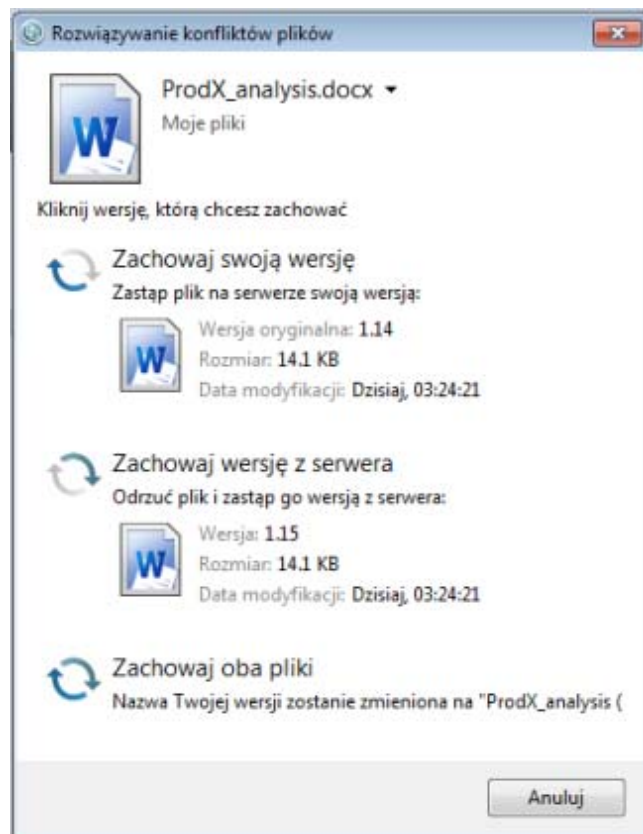 Rozwiązywanie konfliktów plików
ProdX_analysis.docx
Moje pliki
Kliknij wersję, którą chcesz zachować
Zachowaj swoją wersję
Zastąp plik na serwerze swoją wersją:
Wersja oryginalna: 1.14
Rozmiar: 14.1 KB
Data modyfikacji: Dzisiaj, 03:24:21
Zachowaj wersję z serwera
Odrzuć plik i zastąp go wersją z serwera:
Wersja: 1.15
Rozmiar: 14.1 KB
Data modyfikacji: Dzisiaj, 03:24:21
Zachowaj oba pliki
Nazwa Twojej wersji zostanie zmieniona na "ProdX_analysis (
Anuluj